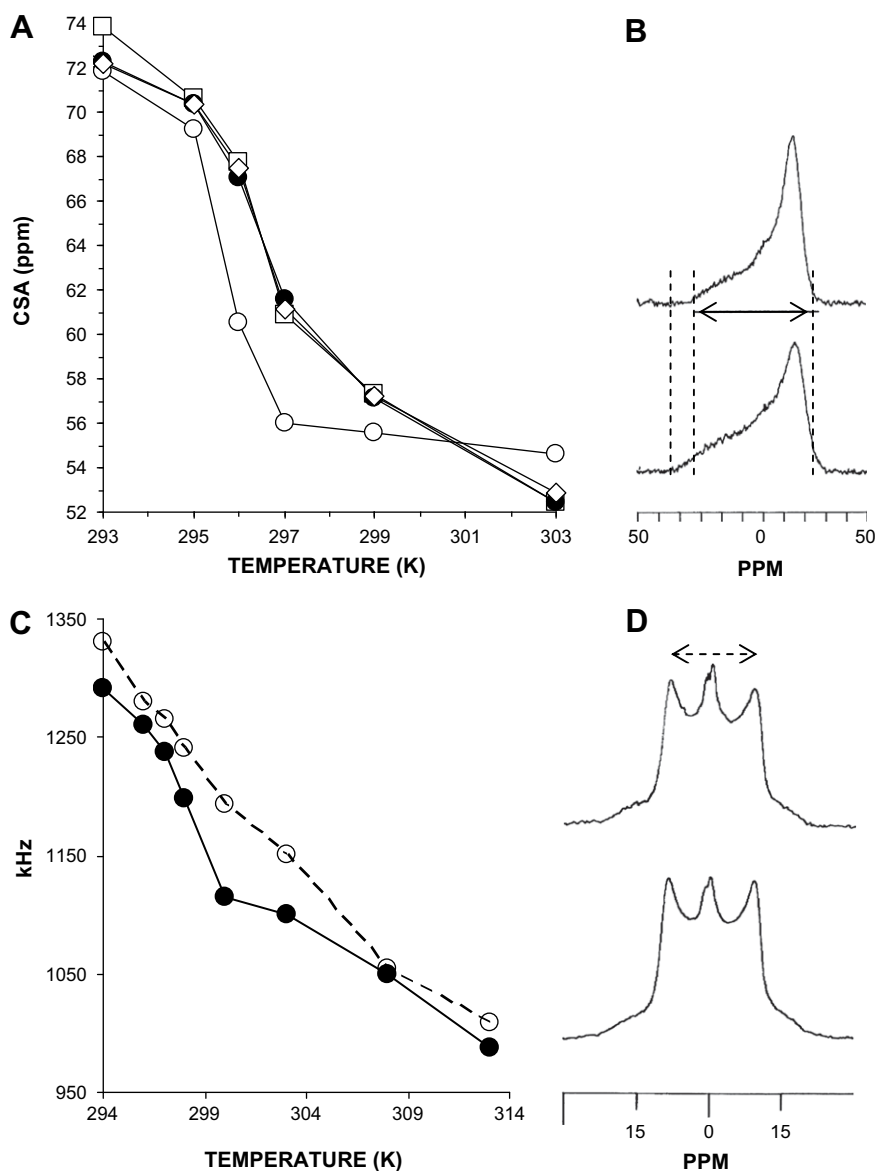 A
74
72
70
68
66
64
62
60
58
56
54
52
CSA (ppm)
293 295 297 299 301 303
TEMPERATURE (K)
B
50 0 50
PPM
C
1350
1250
1150
1050
950
kHz
294 299 304 309 314
TEMPERATURE (K)
D
15 0 15
PPM